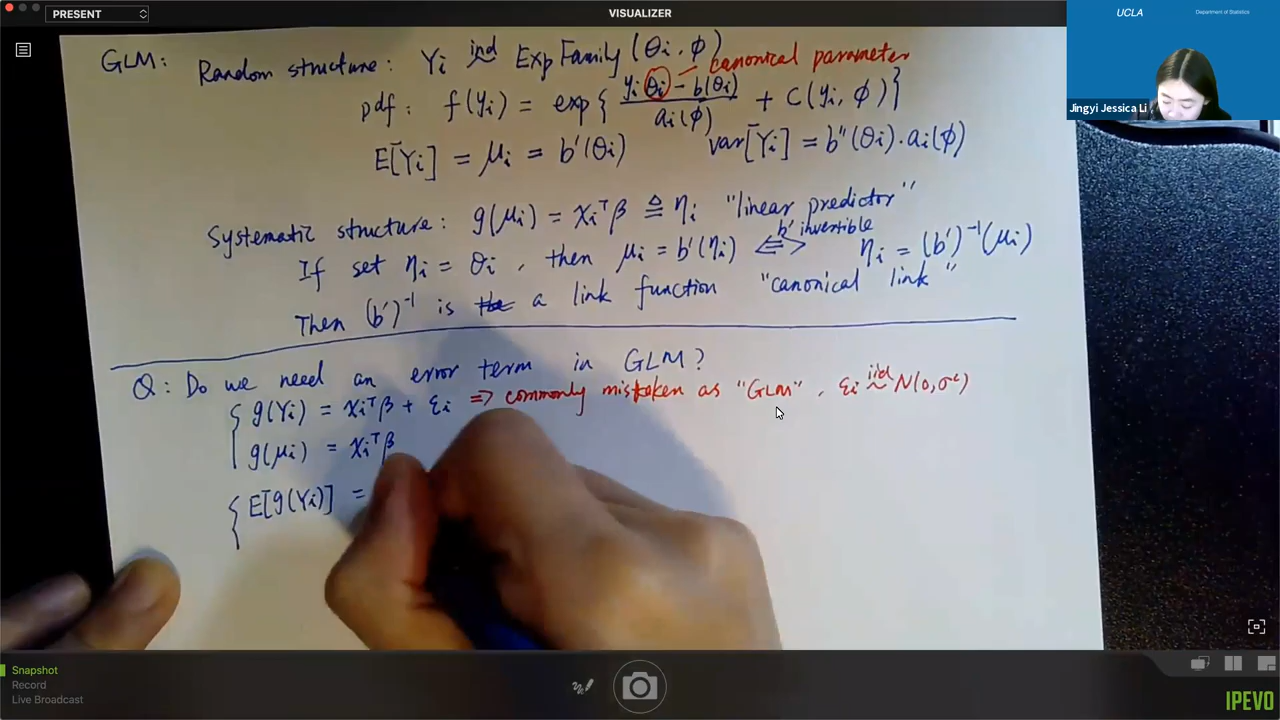 PRESENT
VISUALIZER
UCLA
Department of Statistics
Jingyi Jessica Li
GLM: Random structure: Yi ind~ Exp Family (θi, φ)
canonical parameter
pdf: f(yi) = exp{ (yi θi − b(θi)) / ai(φ) + C(yi, φ) }
E[Yi] = μi = b'(θi) var[Yi] = b''(θi)·ai(φ)
Systematic structure: g(μi) = xiᵀβ ≜ ηi "linear predictor"
b' invertible
If set ηi = θi, then μi = b'(ηi) <=> ηi = (b')⁻¹(μi)
Then (b')⁻¹ is a link function "canonical link"
Q: Do we need an error term in GLM?
{ g(Yi) = xiᵀβ + εi => commonly mistaken as "GLM", εi iid~ N(0, σ²)
g(μi) = xiᵀβ
{ E[g(Yi)] =
Snapshot
Record
Live Broadcast
IPEVO